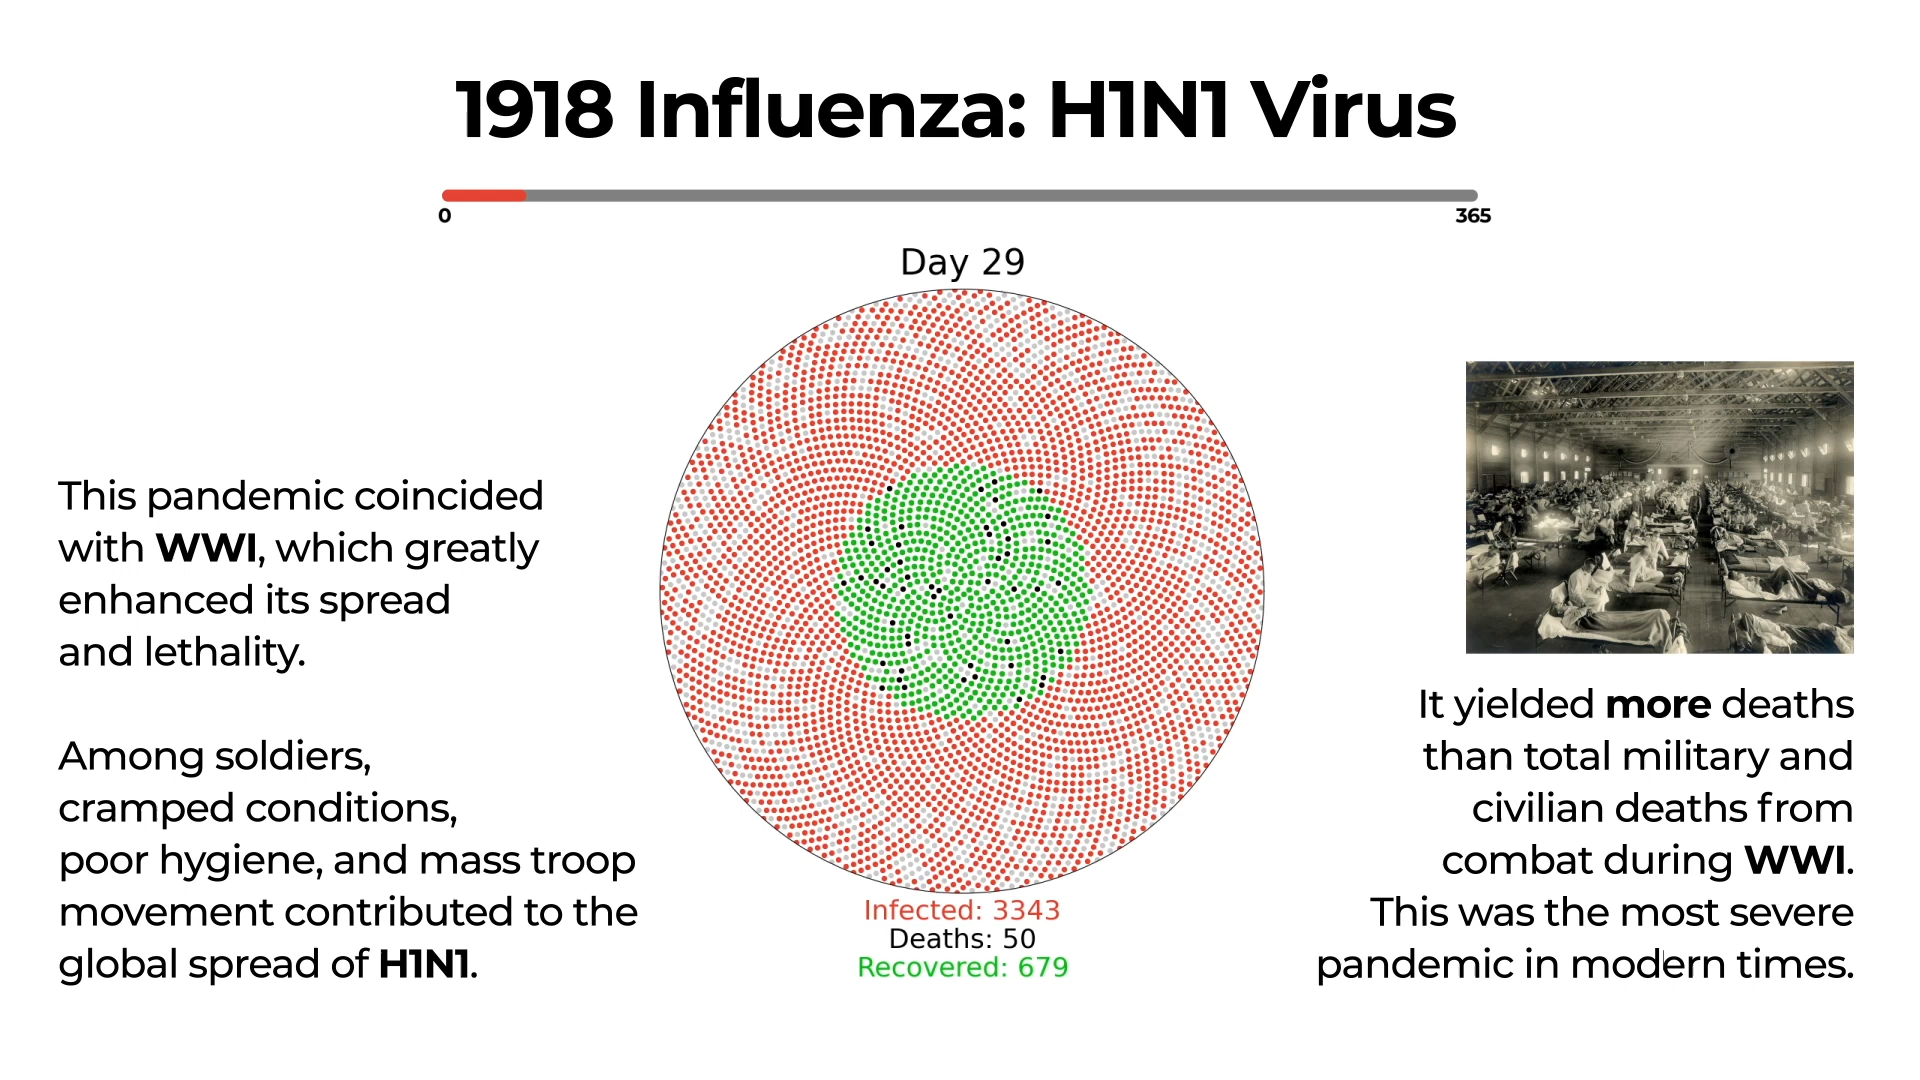 1918 Influenza: H1N1 Virus
0
365
Day 29
This pandemic coincided
with WWI, which greatly
enhanced its spread
and lethality.
Among soldiers,
cramped conditions,
poor hygiene, and mass troop
movement contributed to the
global spread of H1N1.
Infected: 3343
Deaths: 50
Recovered: 679
It yielded more deaths
than total military and
civilian deaths from
combat during WWI.
This was the most severe
pandemic in modern times.